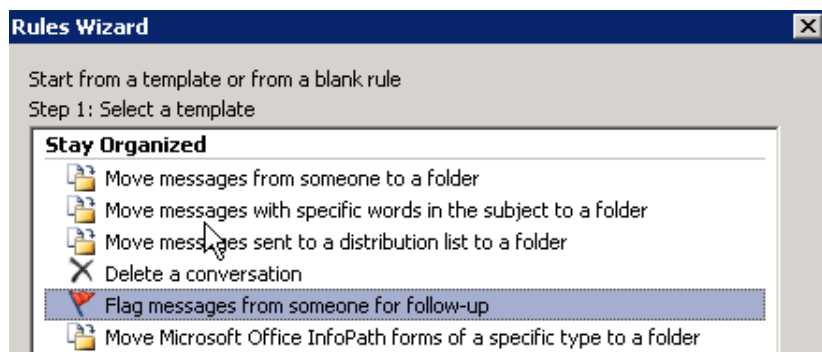 Rules Wizard
Start from a template or from a blank rule
Step 1: Select a template
Stay Organized
Move messages from someone to a folder
Move messages with specific words in the subject to a folder
Move messages sent to a distribution list to a folder
Delete a conversation
Flag messages from someone for follow-up
Move Microsoft Office InfoPath forms of a specific type to a folder